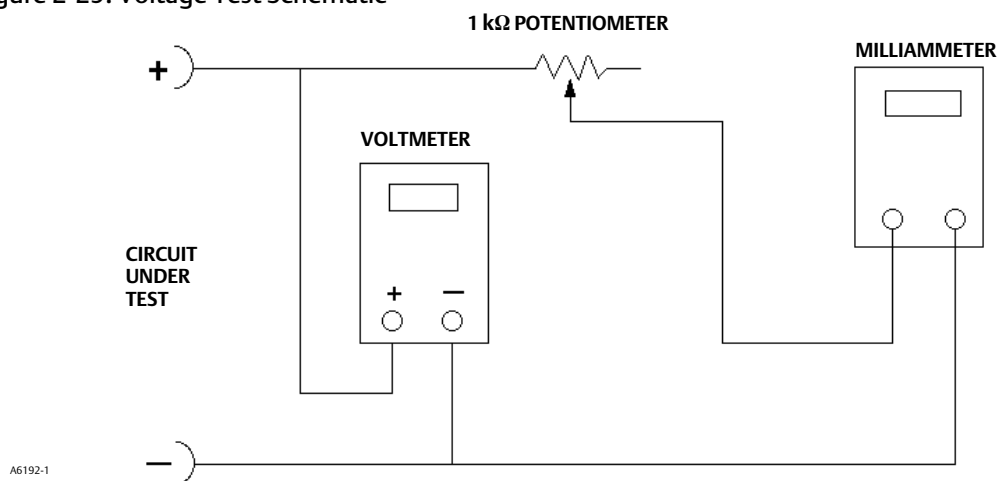 1 kΩ POTENTIOMETER
MILLIAMMETER
+
VOLTMETER
CIRCUIT
UNDER
TEST
+ —
—
A6192-1